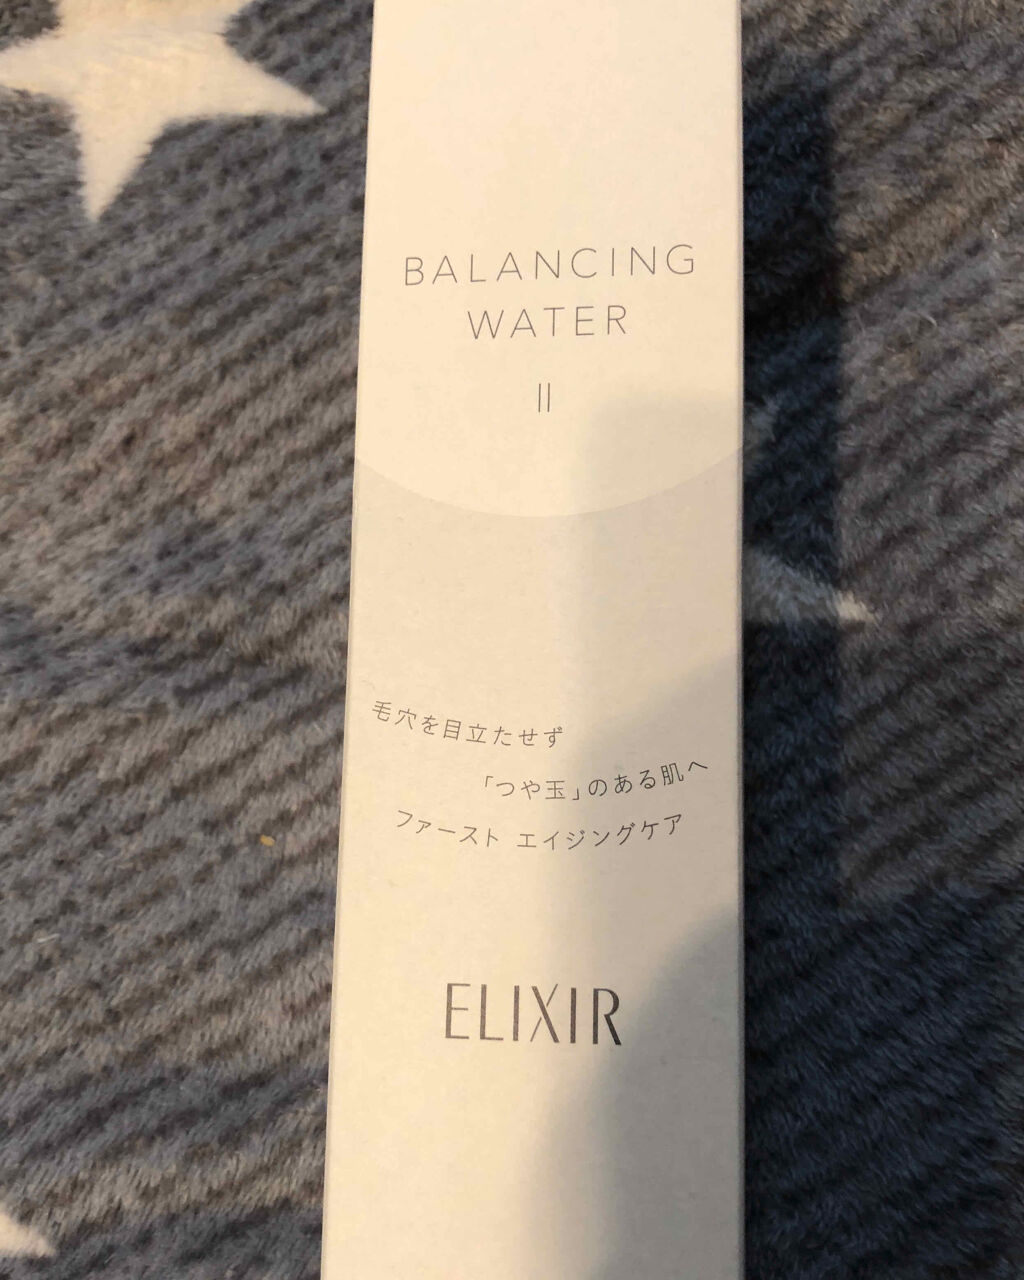 BALANCING
WATER
II
毛穴を目立たせず
「つや玉」のある肌へ
ファースト エイジングケア
ELIXIR